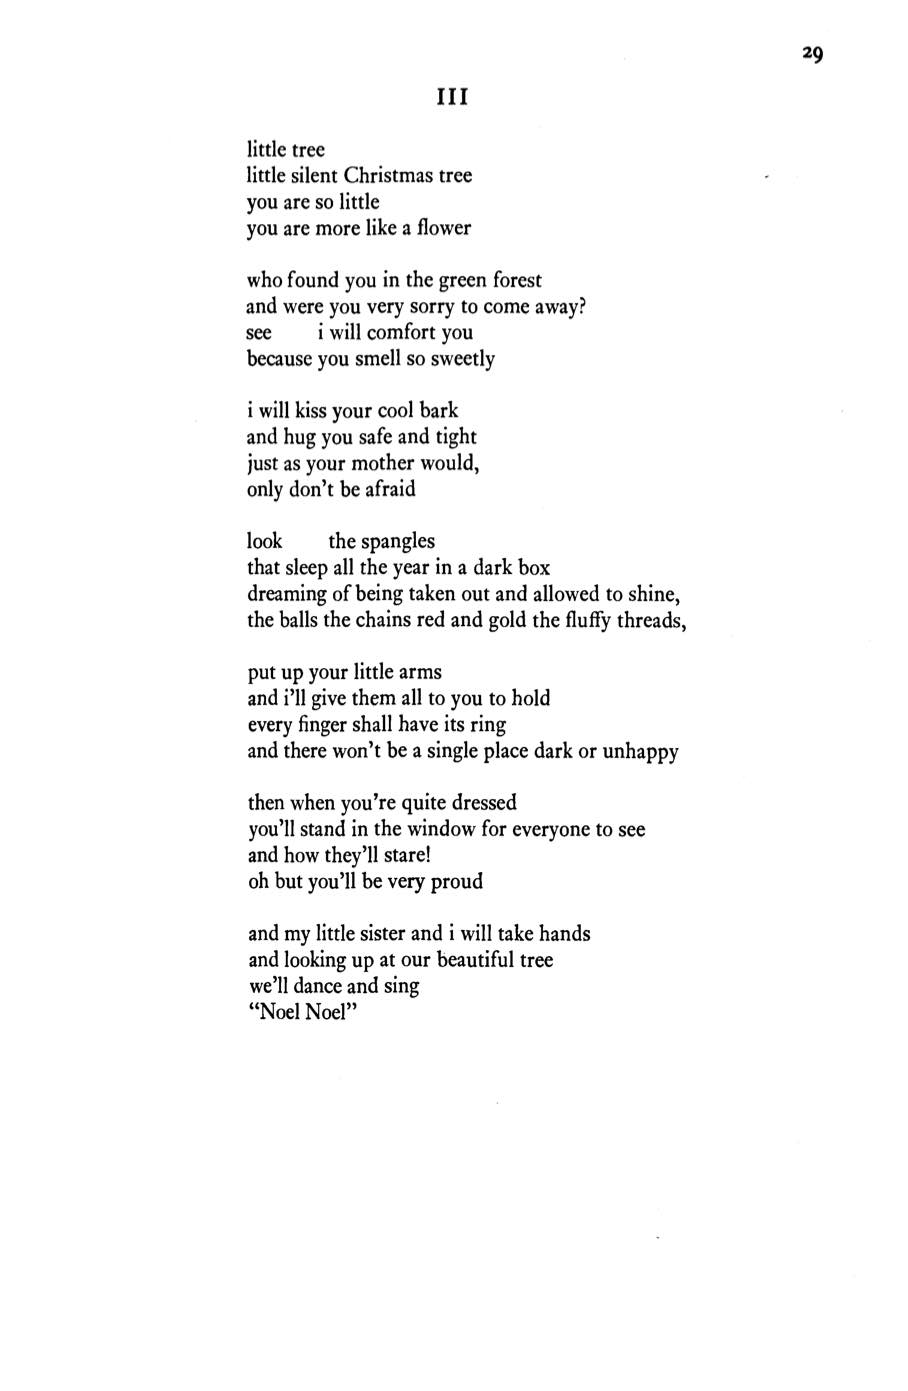 29
III
little tree
little silent Christmas tree
you are so little
you are more like a flower

who found you in the green forest
and were you very sorry to come away?
see        i will comfort you
because you smell so sweetly

i will kiss your cool bark
and hug you safe and tight
just as your mother would,
only don’t be afraid

look        the spangles
that sleep all the year in a dark box
dreaming of being taken out and allowed to shine,
the balls the chains red and gold the fluffy threads,

put up your little arms
and i’ll give them all to you to hold
every finger shall have its ring
and there won’t be a single place dark or unhappy

then when you’re quite dressed
you’ll stand in the window for everyone to see
and how they’ll stare!
oh but you’ll be very proud

and my little sister and i will take hands
and looking up at our beautiful tree
we’ll dance and sing
“Noel Noel”